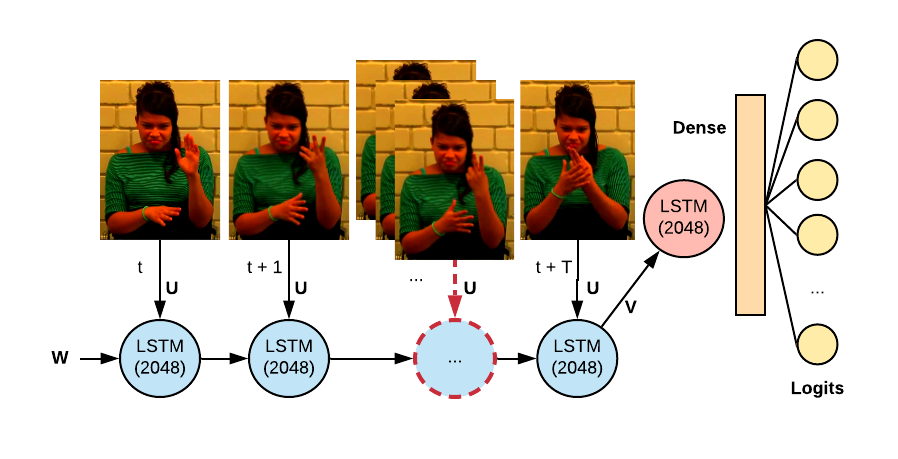 Dense
LSTM
(2048)
t
U
t + 1
U
...
U
t + T
U
V
W
LSTM
(2048)
LSTM
(2048)
...
LSTM
(2048)
...
Logits